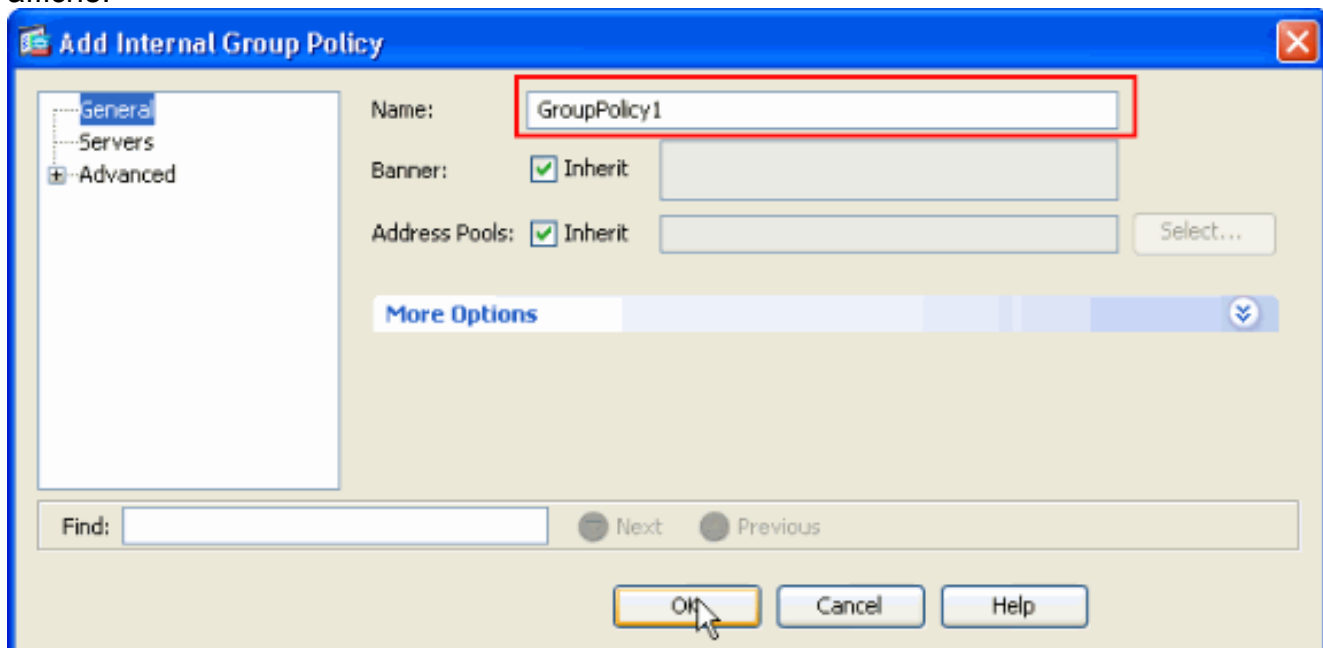 affiche.
Add Internal Group Policy
General
Servers
Advanced
Name: GroupPolicy1
Banner: Inherit
Address Pools: Inherit Select...
More Options
Find: Next Previous
OK Cancel Help